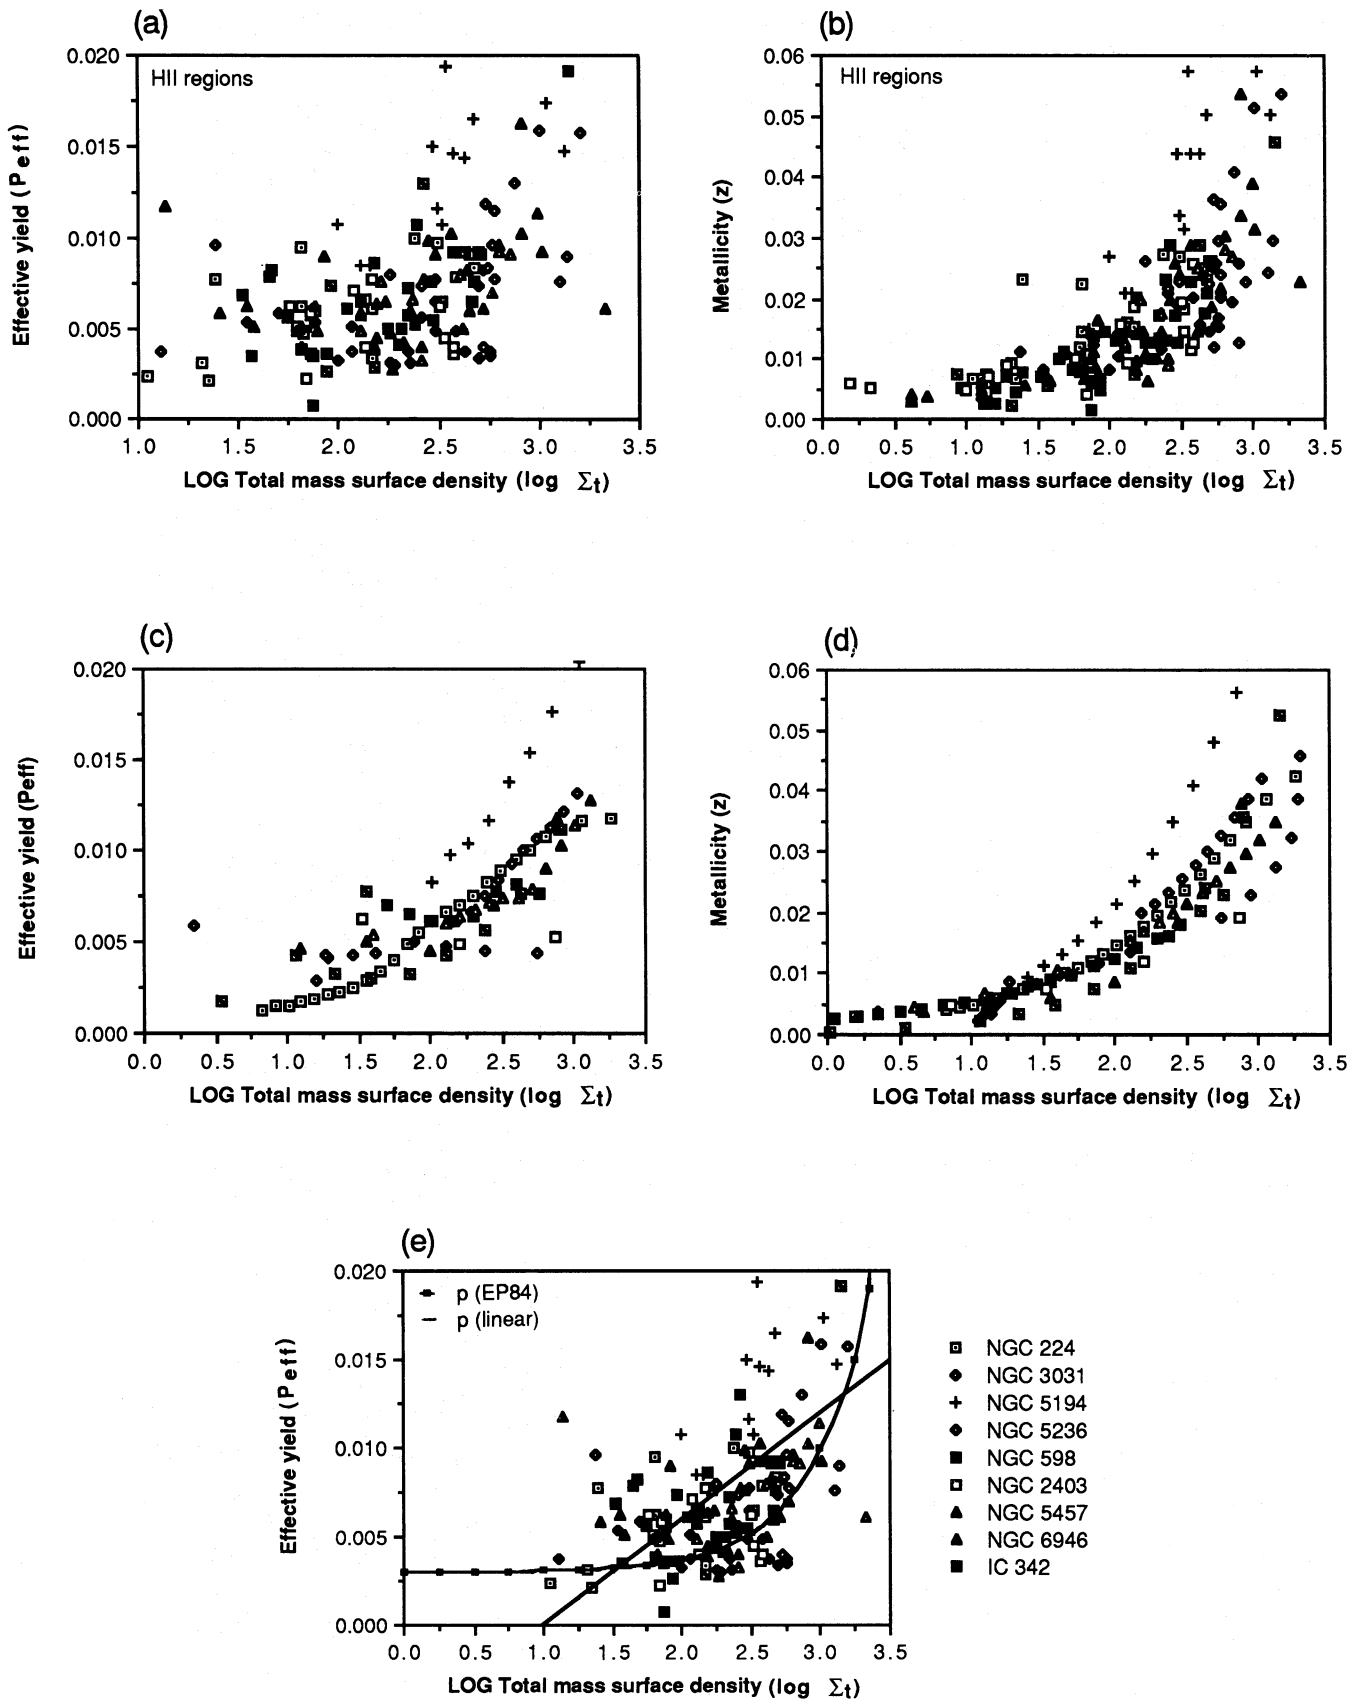 (a)
0.020
0.015
0.010
0.005
0.000
HII regions
Effective yield (P eff)
1.0 1.5 2.0 2.5 3.0 3.5
LOG Total mass surface density (log Σt)
(b)
0.06
0.05
0.04
0.03
0.02
0.01
0.00
HII regions
Metallicity (z)
0.0 0.5 1.0 1.5 2.0 2.5 3.0 3.5
LOG Total mass surface density (log Σt)
(c)
0.020
0.015
0.010
0.005
0.000
Effective yield (Peff)
0.0 0.5 1.0 1.5 2.0 2.5 3.0 3.5
LOG Total mass surface density (log Σt)
(d)
0.06
0.05
0.04
0.03
0.02
0.01
0.00
Metallicity (z)
0.0 0.5 1.0 1.5 2.0 2.5 3.0 3.5
LOG Total mass surface density (log Σt)
(e)
0.020
0.015
0.010
0.005
0.000
p (EP84)
p (linear)
Effective yield (P eff)
0.0 0.5 1.0 1.5 2.0 2.5 3.0 3.5
LOG Total mass surface density (log Σt)
NGC 224
NGC 3031
NGC 5194
NGC 5236
NGC 598
NGC 2403
NGC 5457
NGC 6946
IC 342